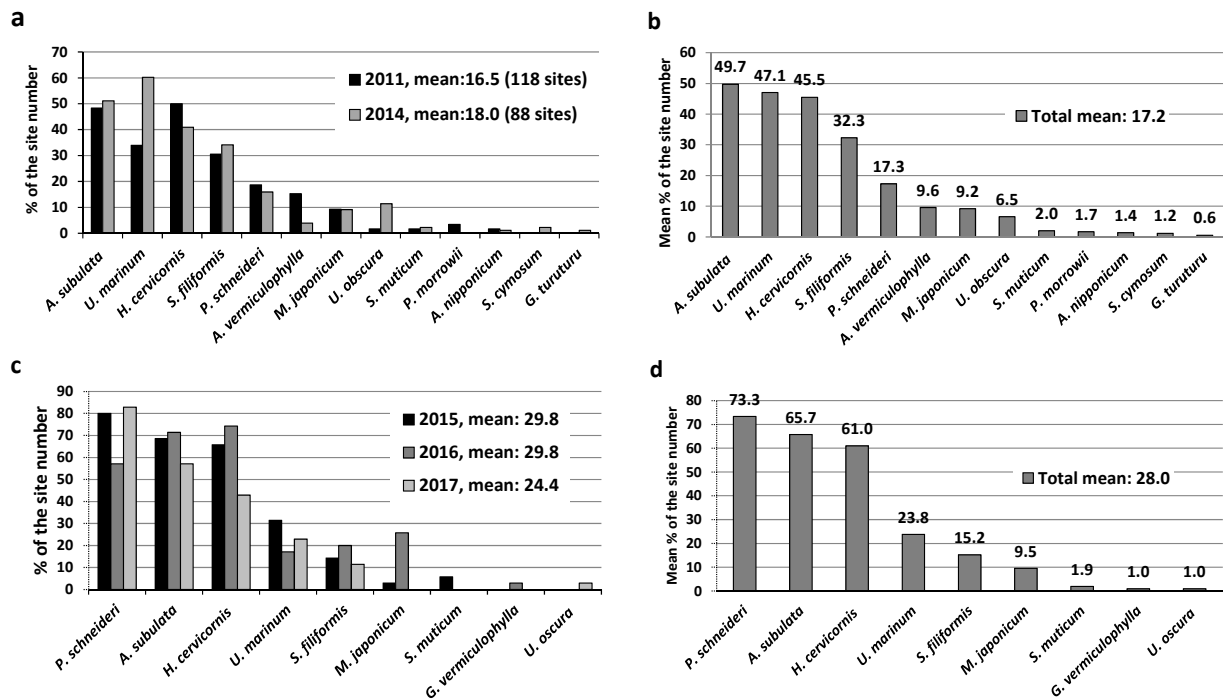 a
70
60
50
40
30
20
10
0
% of the site number
2011, mean:16.5 (118 sites)
2014, mean:18.0 (88 sites)
A. subulata
U. marinum
H. cervicornis
S. filiformis
P. schneideri
A. vermiculophylla
M. japonicum
U. obscura
S. muticum
P. morrowii
A. nipponicum
S. cymosum
G. turuturu
b
60
50
40
30
20
10
0
Mean % of the site number
49.7
47.1
45.5
32.3
17.3
9.6
9.2
6.5
2.0
1.7
1.4
1.2
0.6
Total mean: 17.2
A. subulata
U. marinum
H. cervicornis
S. filiformis
P. schneideri
A. vermiculophylla
M. japonicum
U. obscura
S. muticum
P. morrowii
A. nipponicum
S. cymosum
G. turuturu
c
90
80
70
60
50
40
30
20
10
0
% of the site number
2015, mean: 29.8
2016, mean: 29.8
2017, mean: 24.4
P. schneideri
A. subulata
H. cervicornis
U. marinum
S. filiformis
M. japonicum
S. muticum
G. vermiculophylla
U. oscura
d
80
70
60
50
40
30
20
10
0
Mean % of the site number
73.3
65.7
61.0
23.8
15.2
9.5
1.9
1.0
1.0
Total mean: 28.0
P. schneideri
A. subulata
H. cervicornis
U. marinum
S. filiformis
M. japonicum
S. muticum
G. vermiculophylla
U. oscura